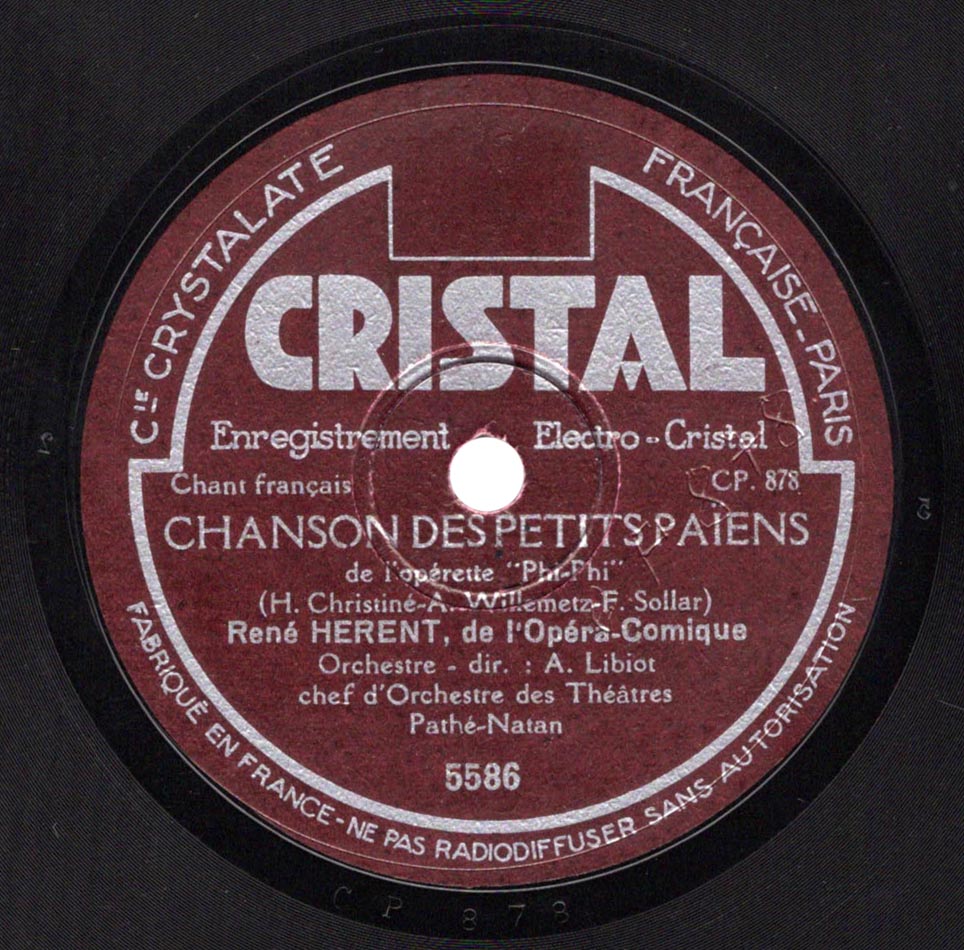 Cie CRYSTALATE FRANÇAISE-PARIS
CRISTAL
Enregistrement Electro-Cristal
Chant français CP. 878
CHANSON DES PETITS PAÏENS
de l'opérette "Phi-Phi"
(H. Christiné-A. Willemetz-F. Sollar)
René HERENT, de l'Opéra-Comique
Orchestre - dir. : A. Libiot
chef d'Orchestre des Théâtres
Pathé-Natan
5586
FABRIQUÉ EN FRANCE-NE PAS RADIODIFFUSER SANS AUTORISATION
CP 878